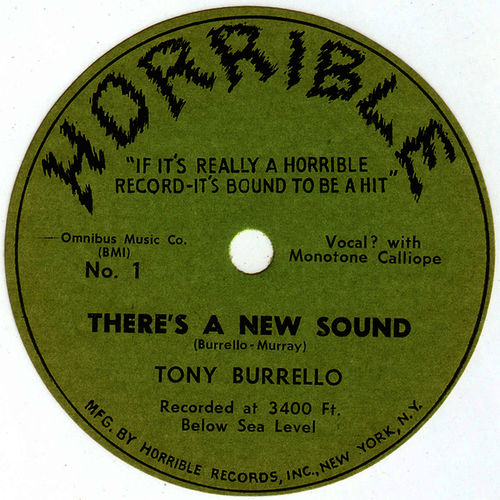 HORRIBLE
"IF IT'S REALLY A HORRIBLE
RECORD-IT'S BOUND TO BE A HIT"
Omnibus Music Co.
(BMI)
No. 1
Vocal? with
Monotone Calliope
THERE'S A NEW SOUND
(Burrello-Murray)
TONY BURRELLO
Recorded at 3400 Ft.
Below Sea Level
MFG. BY HORRIBLE RECORDS, INC., NEW YORK, N.Y.